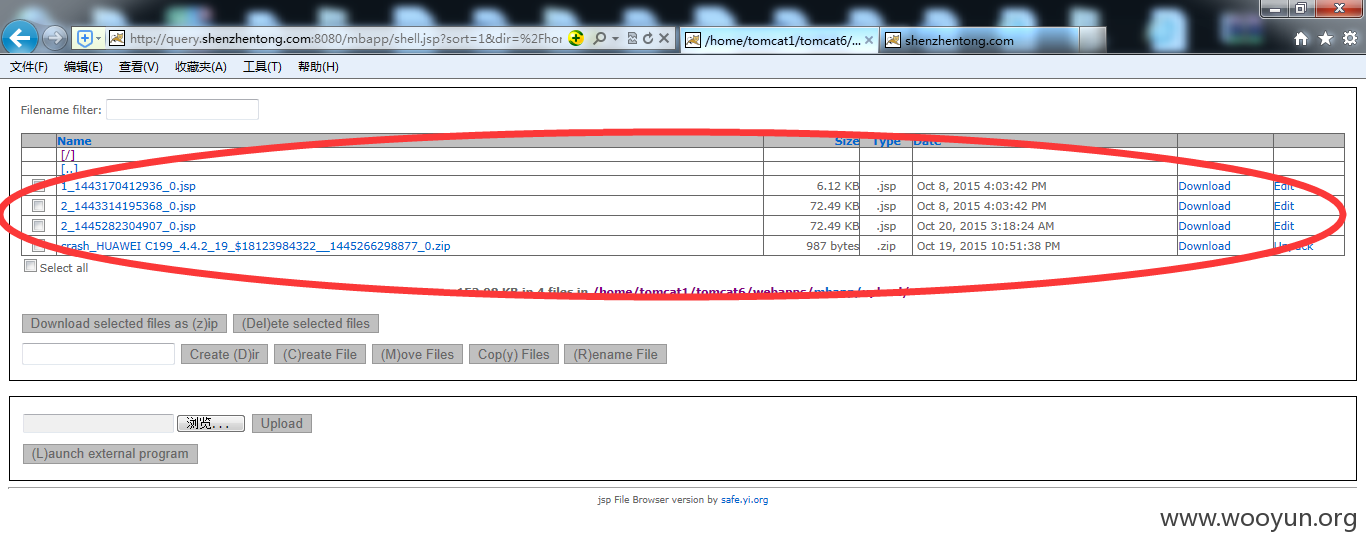 http://query.shenzhentong.com:8080/mbapp/shell.jsp?sort=1&dir=%2Fhor
/home/tomcat1/tomcat6/...
shenzhentong.com
文件(F) 编辑(E) 查看(V) 收藏夹(A) 工具(T) 帮助(H)
Filename filter:
Name Size Type Date
[/]
[..]
1_1443170412936_0.jsp 6.12 KB .jsp Oct 8, 2015 4:03:42 PM Download Edit
2_1443314195368_0.jsp 72.49 KB .jsp Oct 8, 2015 4:03:42 PM Download Edit
2_1445282304907_0.jsp 72.49 KB .jsp Oct 20, 2015 3:18:24 AM Download Edit
crash_HUAWEI C199_4.4.2_19_$18123984322__1445266298877_0.zip 987 bytes .zip Oct 19, 2015 10:51:38 PM Download Unpack
Select all
KB in 4 files in /home/tomcat1/tomcat6/webapps/mbapp/upload/
Download selected files as (z)ip (Del)ete selected files
Create (D)ir (C)reate File (M)ove Files Cop(y) Files (R)ename File
浏览... Upload
(L)aunch external program
jsp File Browser version by safe.yi.org
www.wooyun.org